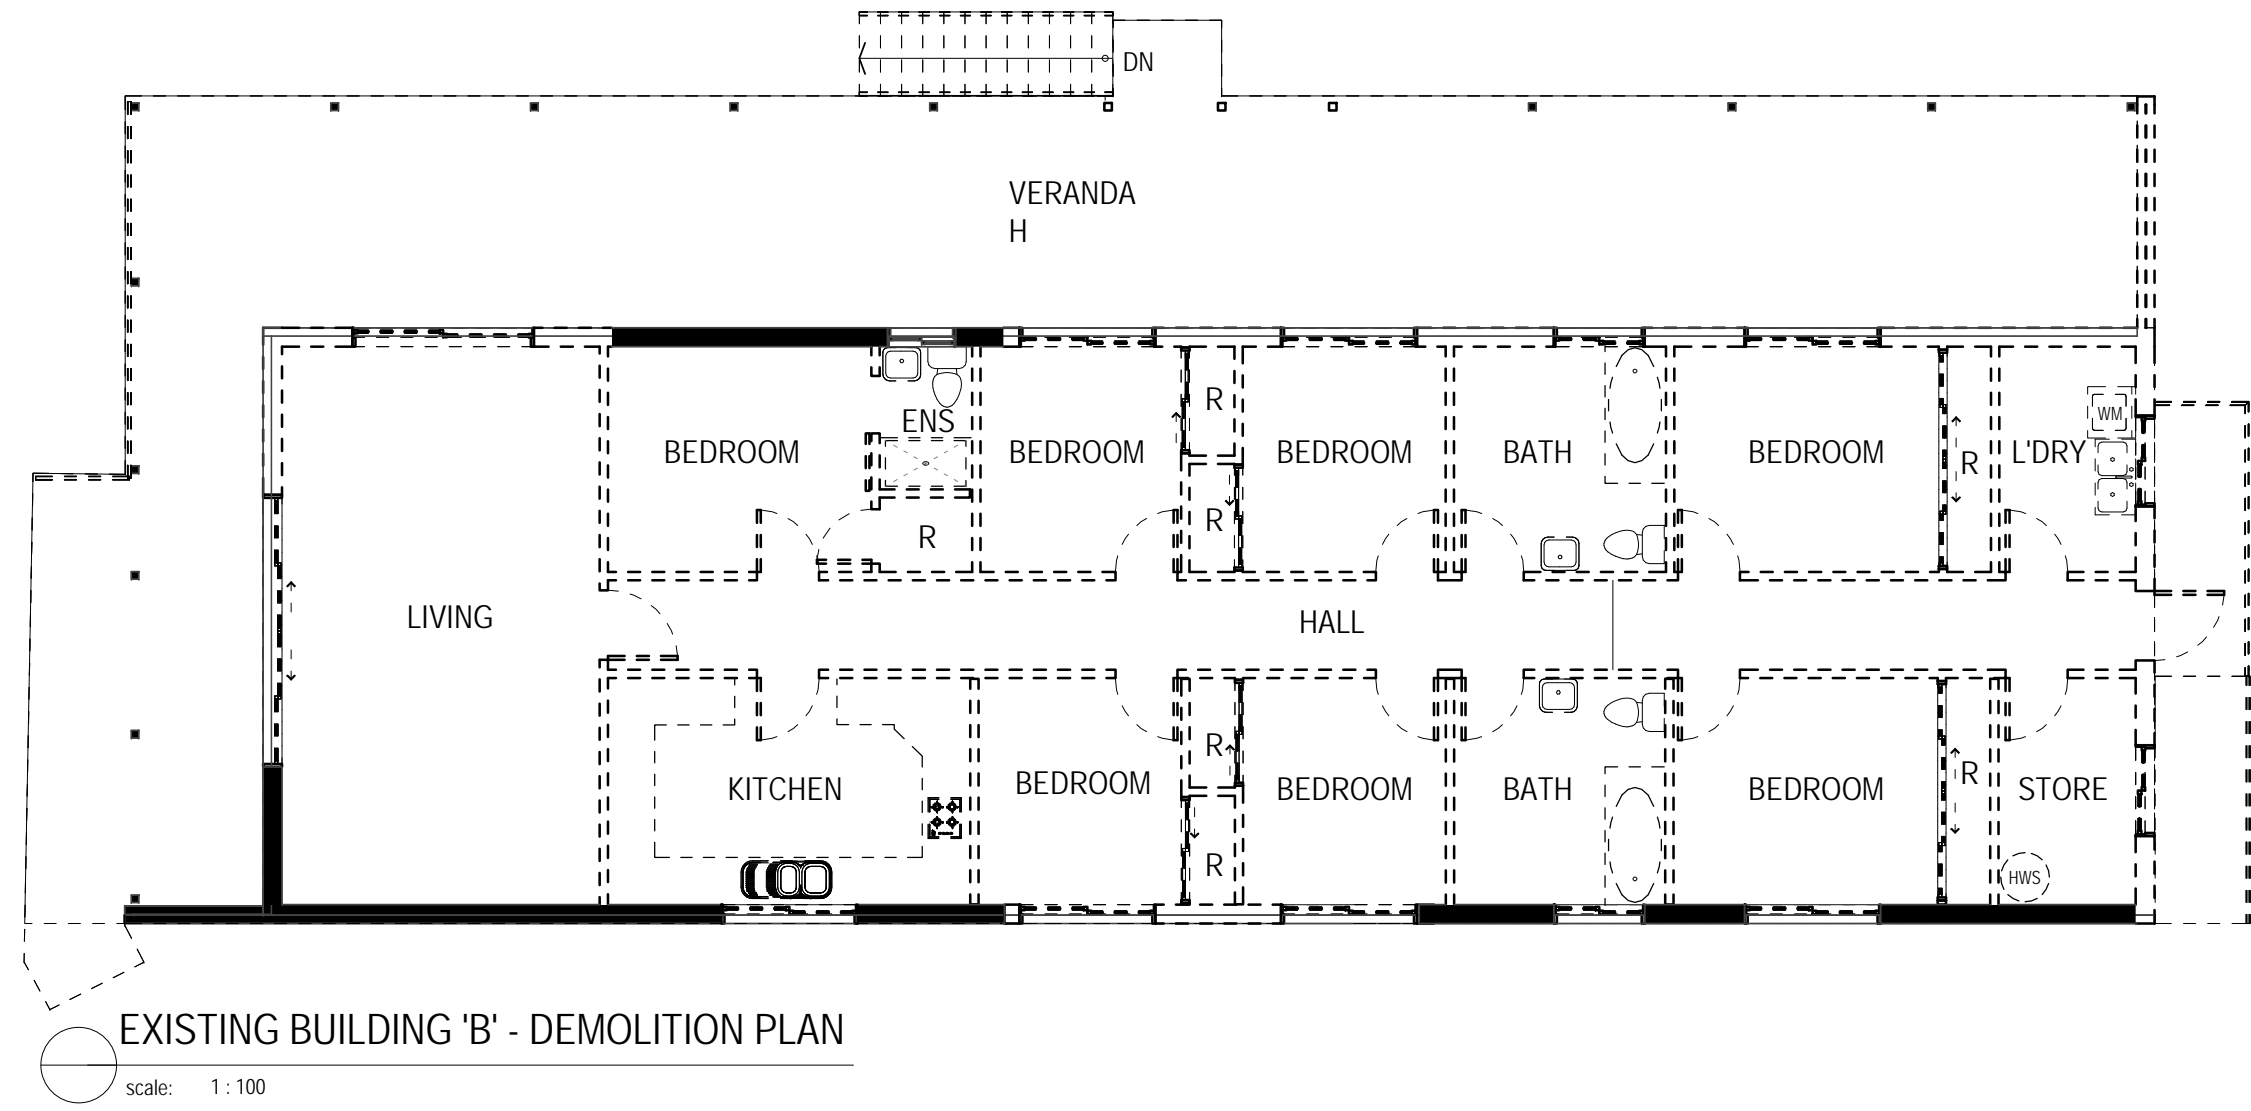 DN
VERANDA
H
R
ENS
BEDROOM
BEDROOM
BEDROOM
BATH
BEDROOM
R
L'DRY
WM
R
R
LIVING
HALL
R
KITCHEN
BEDROOM
BEDROOM
BATH
BEDROOM
R
STORE
R
HWS
EXISTING BUILDING 'B' - DEMOLITION PLAN
scale: 1 : 100